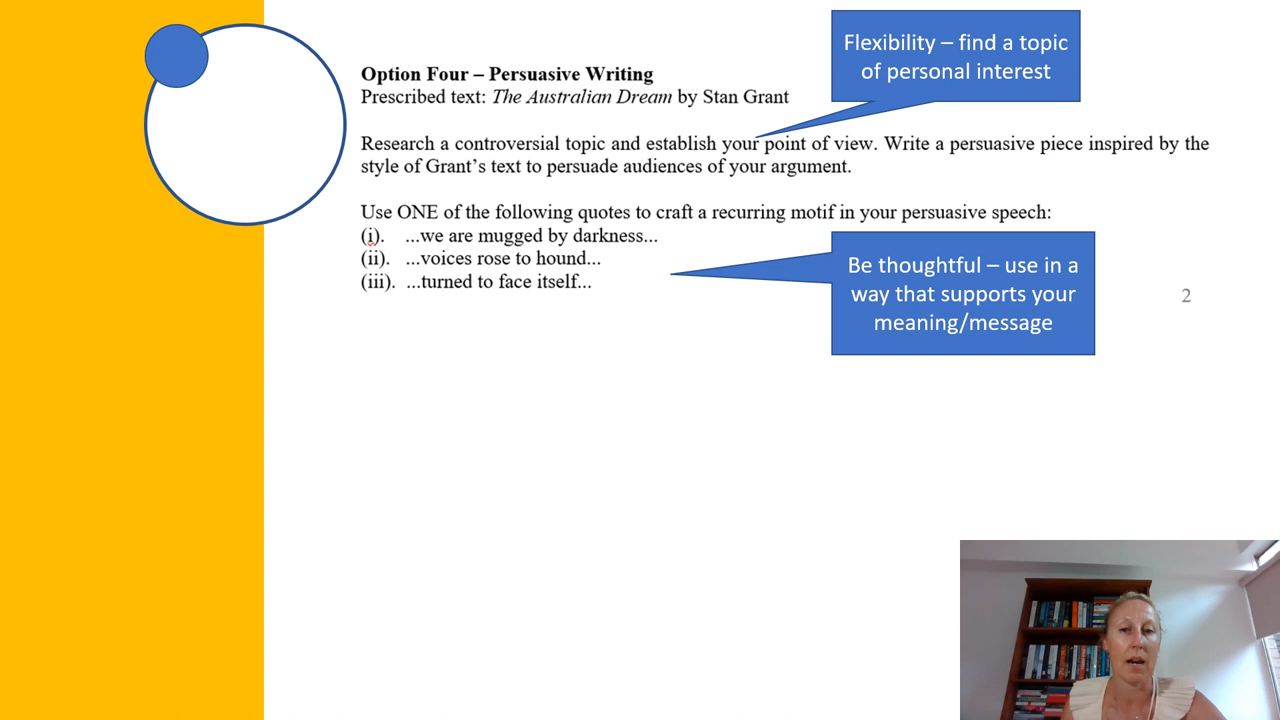 Flexibility – find a topic
of personal interest
Option Four – Persuasive Writing
Prescribed text: The Australian Dream by Stan Grant
Research a controversial topic and establish your point of view. Write a persuasive piece inspired by the
style of Grant's text to persuade audiences of your argument.
Use ONE of the following quotes to craft a recurring motif in your persuasive speech:
(i). ...we are mugged by darkness...
(ii). ...voices rose to hound...
(iii). ...turned to face itself...
Be thoughtful – use in a
way that supports your
meaning/message
2